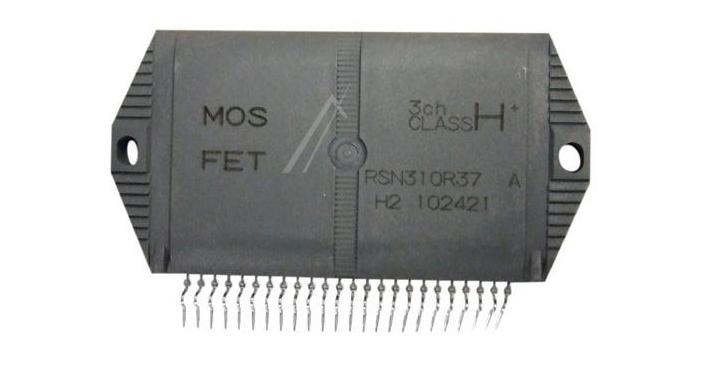 MOS
FET
3ch
CLASS H+
RSN310R37 A
H2 102421